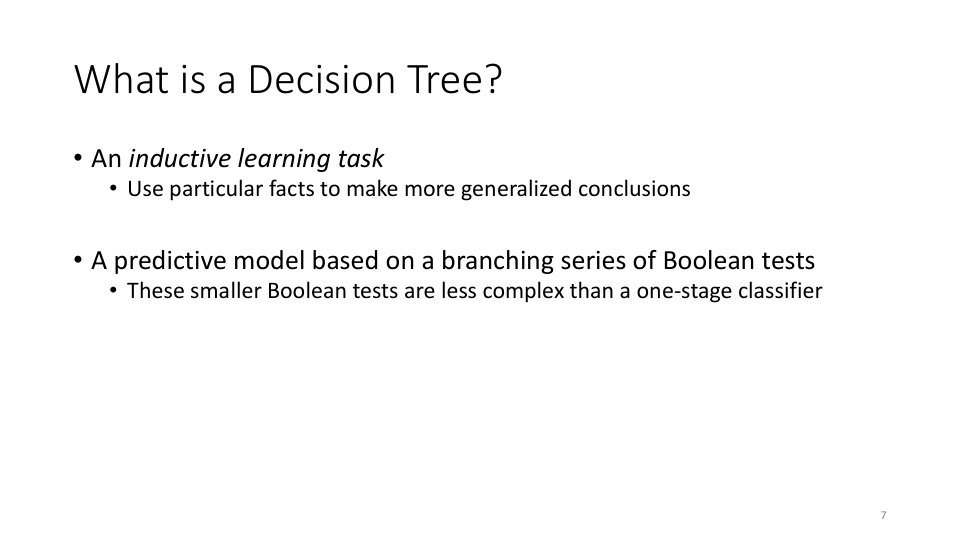 What is a Decision Tree?
• An inductive learning task
• Use particular facts to make more generalized conclusions
• A predictive model based on a branching series of Boolean tests
• These smaller Boolean tests are less complex than a one-stage classifier
7